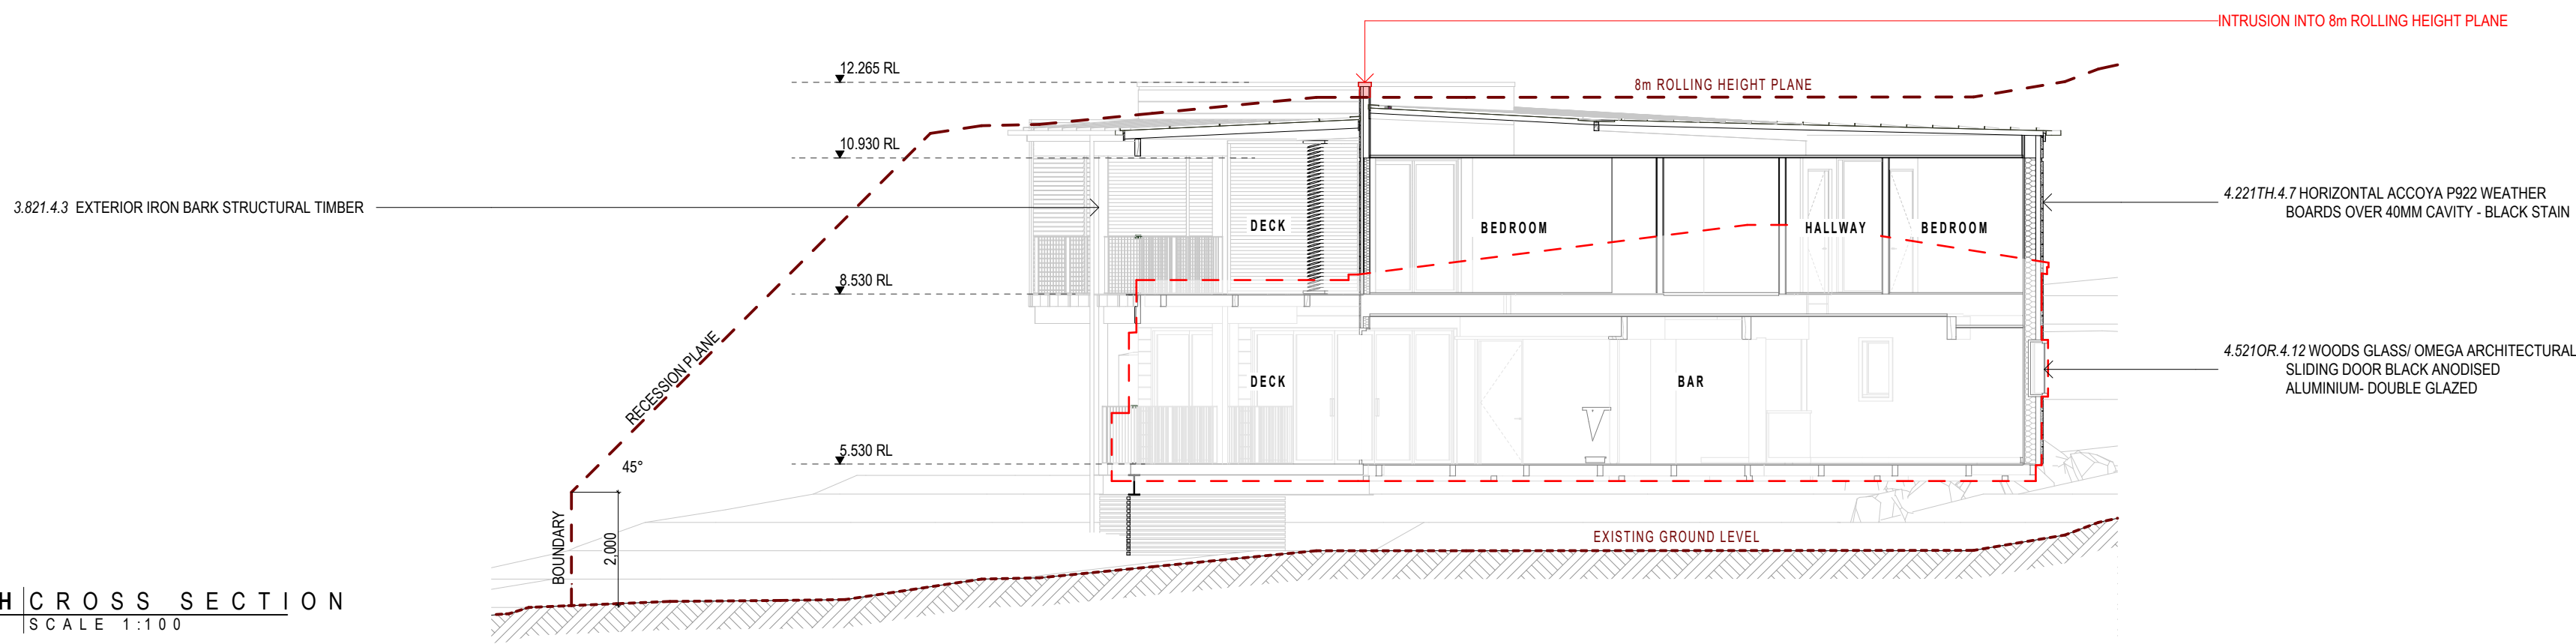 INTRUSION INTO 8m ROLLING HEIGHT PLANE
12.265 RL
8m ROLLING HEIGHT PLANE
10.930 RL
3.821.4.3 EXTERIOR IRON BARK STRUCTURAL TIMBER
4.221TH.4.7 HORIZONTAL ACCOYA P922 WEATHER
BOARDS OVER 40MM CAVITY - BLACK STAIN
DECK
BEDROOM
HALLWAY
BEDROOM
8.530 RL
RECESSION PLANE
DECK
BAR
4.521OR.4.12 WOODS GLASS/ OMEGA ARCHITECTURAL
SLIDING DOOR BLACK ANODISED
ALUMINIUM- DOUBLE GLAZED
5.530 RL
45°
BOUNDARY
2.000
EXISTING GROUND LEVEL
H CROSS SECTION
SCALE 1:100